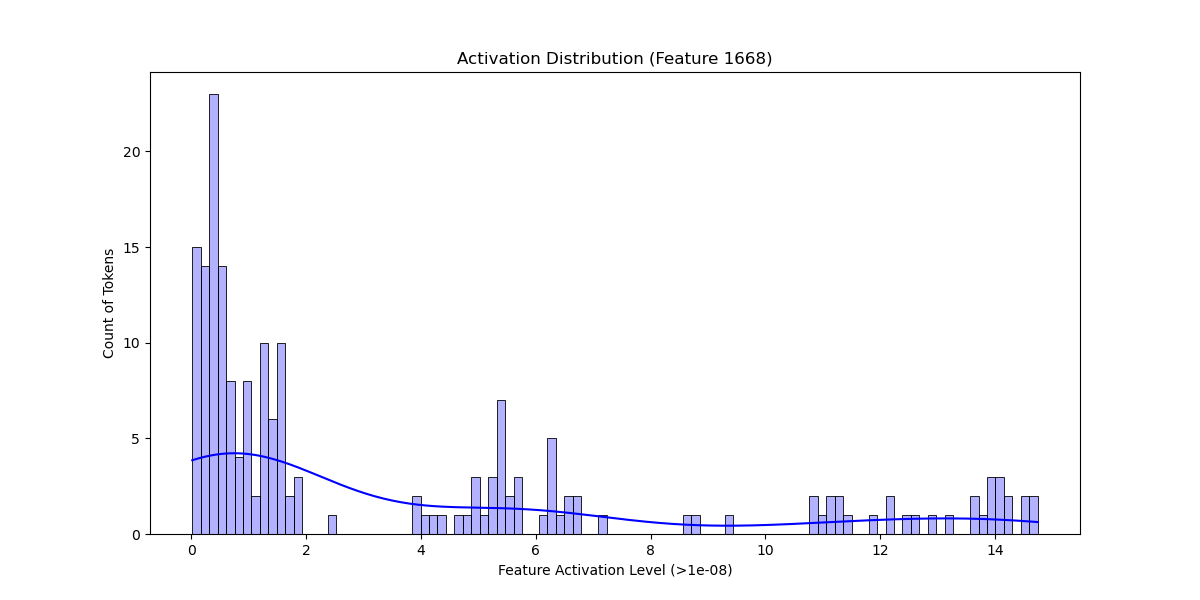 Activation Distribution (Feature 1668)
Count of Tokens
20
15
10
5
0
0 2 4 6 8 10 12 14
Feature Activation Level (>1e-08)